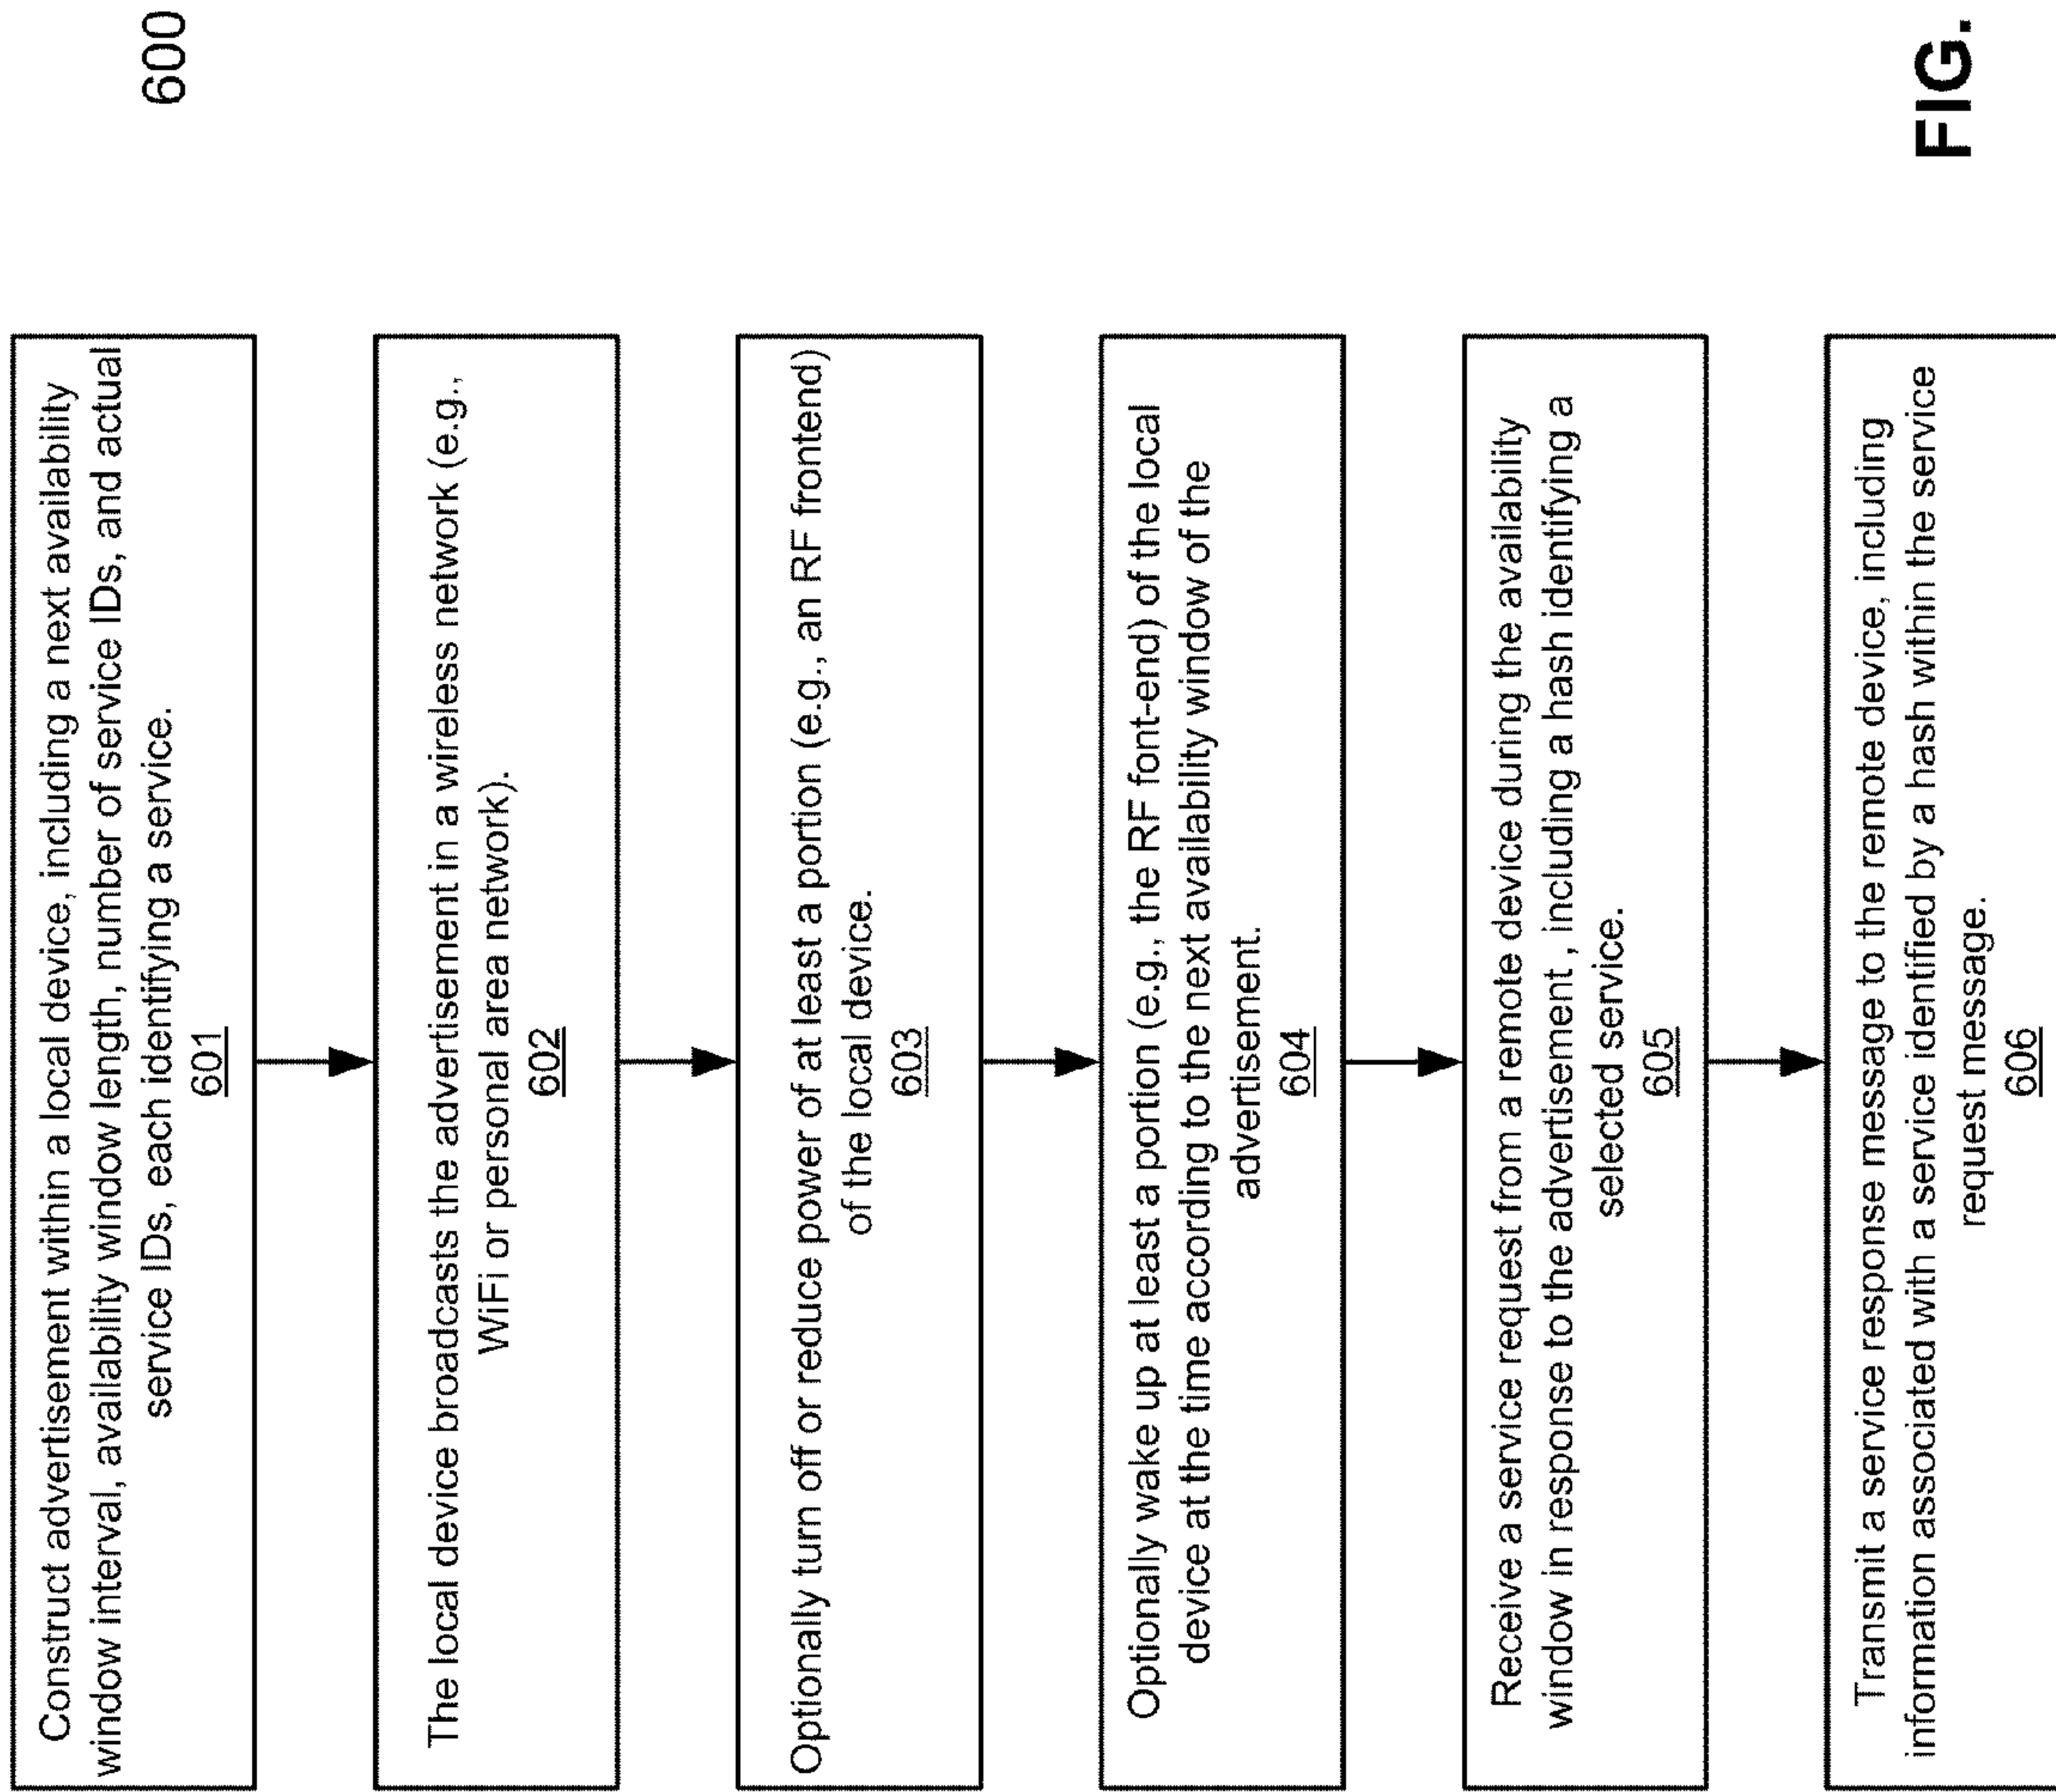 600
Construct advertisement within a local device, including a next availability
window interval, availability window length, number of service IDs, and actual
service IDs, each identifying a service.
601
The local device broadcasts the advertisement in a wireless network (e.g.,
WiFi or personal area network).
602
Optionally turn off or reduce power of at least a portion (e.g., an RF frontend)
of the local device.
603
Optionally wake up at least a portion (e.g., the RF font-end) of the local
device at the time according to the next availability window of the
advertisement.
604
Receive a service request from a remote device during the availability
window in response to the advertisement , including a hash identifying a
selected service.
605
Transmit a service response message to the remote device, including
information associated with a service identified by a hash within the service
request message.
606
FIG.